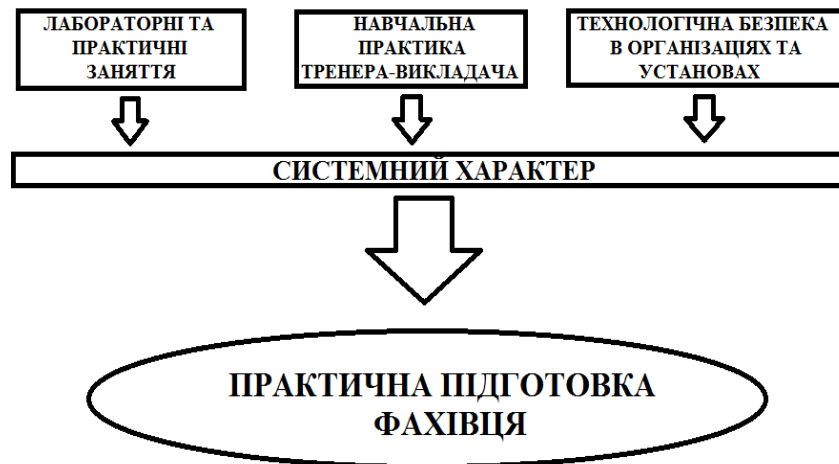 ЛАБОРАТОРНІ ТА
ПРАКТИЧНІ
ЗАНЯТТЯ
НАВЧАЛЬНА
ПРАКТИКА
ТРЕНЕРА-ВИКЛАДАЧА
ТЕХНОЛОГІЧНА БЕЗПЕКА
В ОРГАНІЗАЦІЯХ ТА
УСТАНОВАХ
СИСТЕМНИЙ ХАРАКТЕР
ПРАКТИЧНА ПІДГОТОВКА
ФАХІВЦЯ